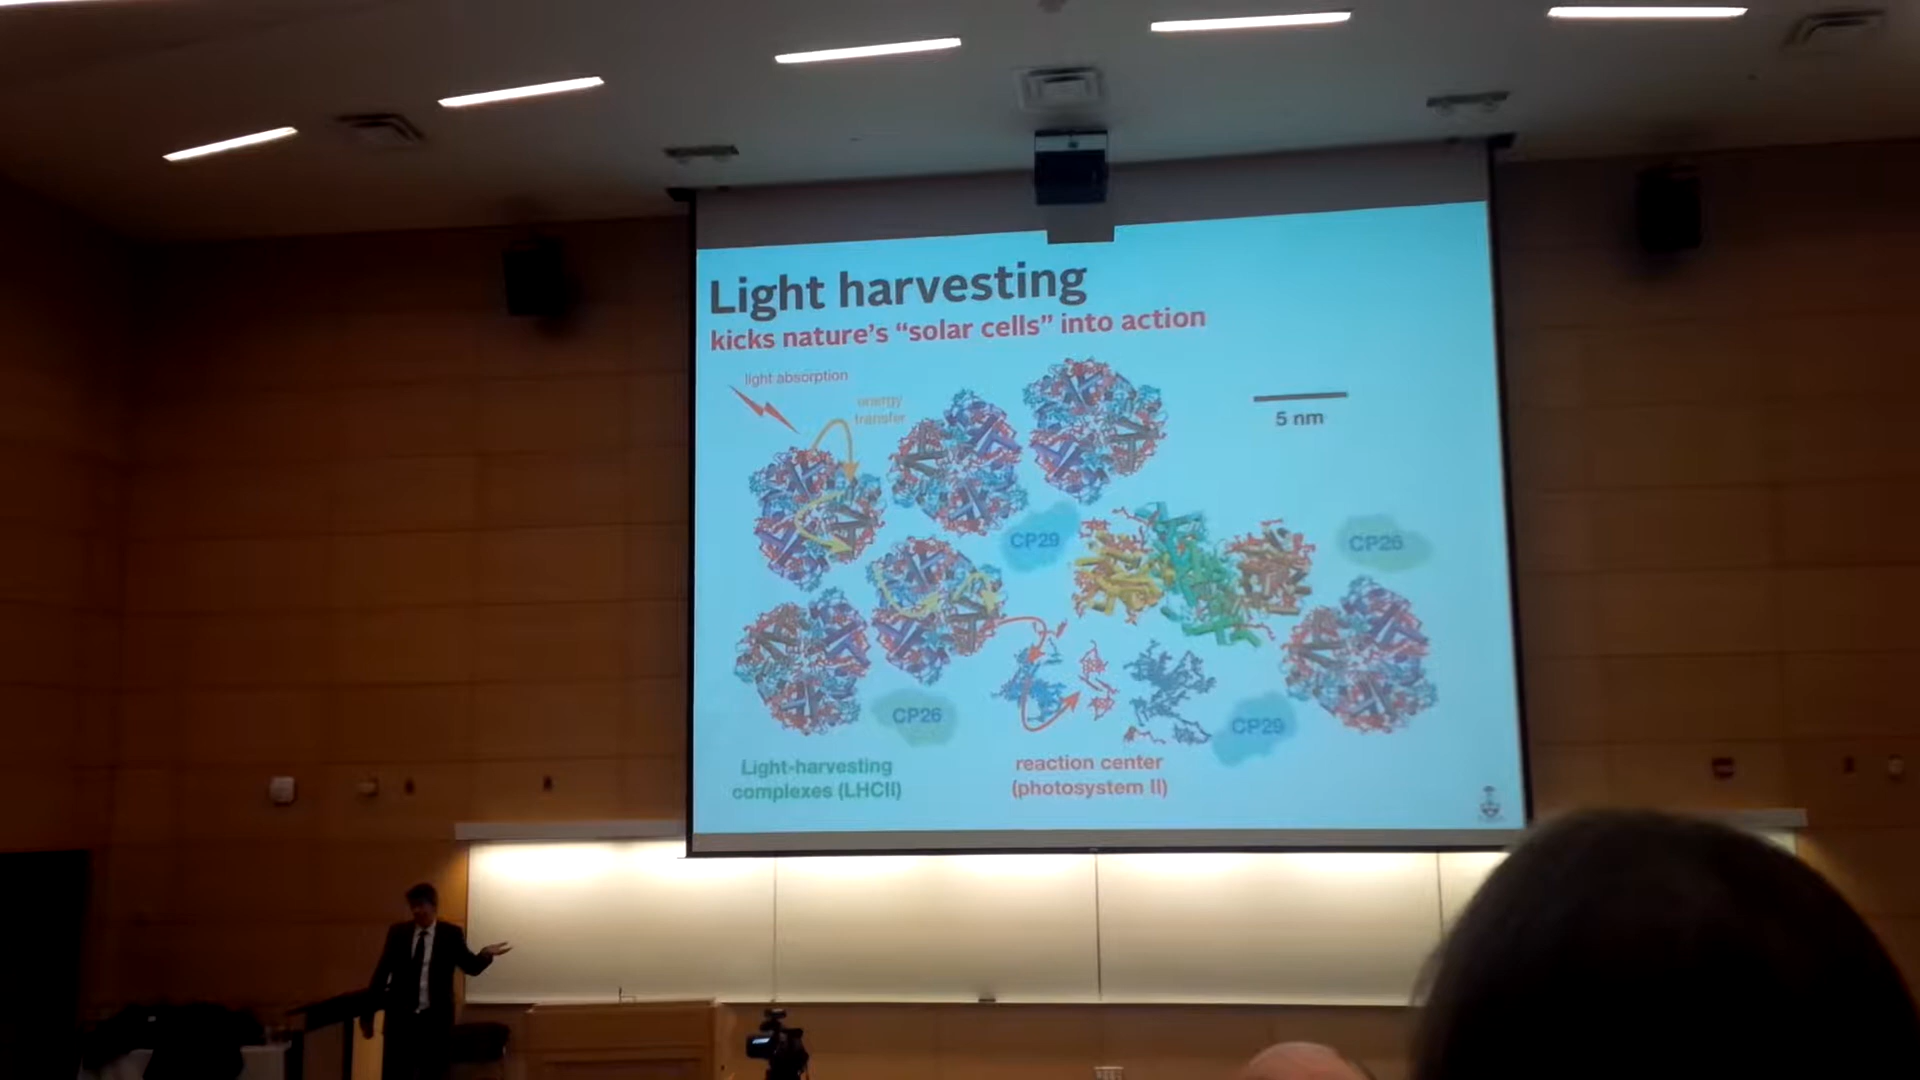 Light harvesting
kicks nature's “solar cells” into action
light absorption
energy
transfer
5 nm
CP29
CP26
CP26
CP29
Light-harvesting
complexes (LHCII)
reaction center
(photosystem II)